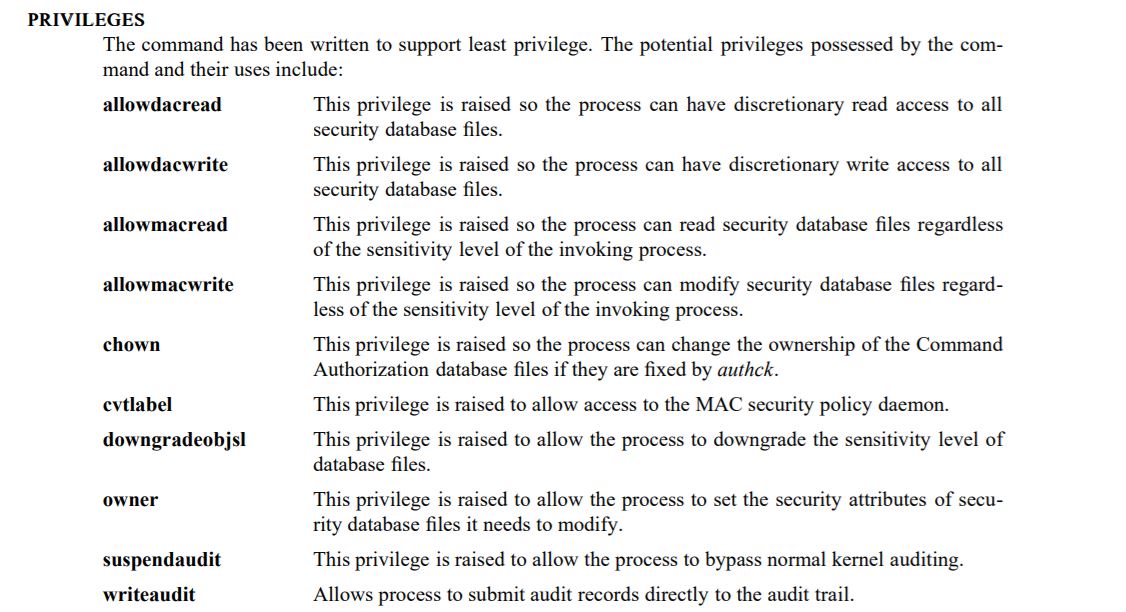 PRIVILEGES
The command has been written to support least privilege. The potential privileges possessed by the com-
mand and their uses include:
allowdacread This privilege is raised so the process can have discretionary read access to all
security database files.
allowdacwrite This privilege is raised so the process can have discretionary write access to all
security database files.
allowmacread This privilege is raised so the process can read security database files regardless
of the sensitivity level of the invoking process.
allowmacwrite This privilege is raised so the process can modify security database files regard-
less of the sensitivity level of the invoking process.
chown This privilege is raised so the process can change the ownership of the Command
Authorization database files if they are fixed by authck.
cvtlabel This privilege is raised to allow access to the MAC security policy daemon.
downgradeobjsl This privilege is raised to allow the process to downgrade the sensitivity level of
database files.
owner This privilege is raised to allow the process to set the security attributes of secu-
rity database files it needs to modify.
suspendaudit This privilege is raised to allow the process to bypass normal kernel auditing.
writeaudit Allows process to submit audit records directly to the audit trail.